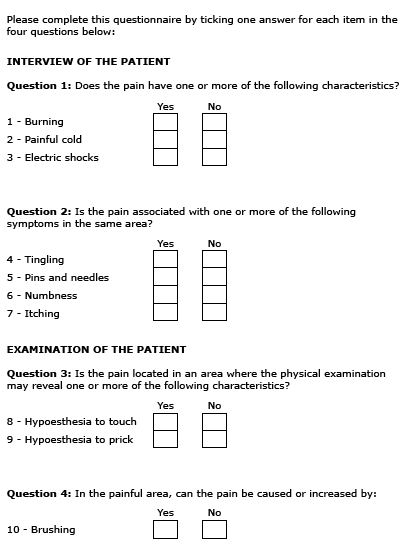 Please complete this questionnaire by ticking one answer for each item in the
four questions below:
INTERVIEW OF THE PATIENT
Question 1: Does the pain have one or more of the following characteristics?
Yes No
1 - Burning
2 - Painful cold
3 - Electric shocks
Question 2: Is the pain associated with one or more of the following
symptoms in the same area?
Yes No
4 - Tingling
5 - Pins and needles
6 - Numbness
7 - Itching
EXAMINATION OF THE PATIENT
Question 3: Is the pain located in an area where the physical examination
may reveal one or more of the following characteristics?
Yes No
8 - Hypoesthesia to touch
9 - Hypoesthesia to prick
Question 4: In the painful area, can the pain be caused or increased by:
Yes No
10 - Brushing